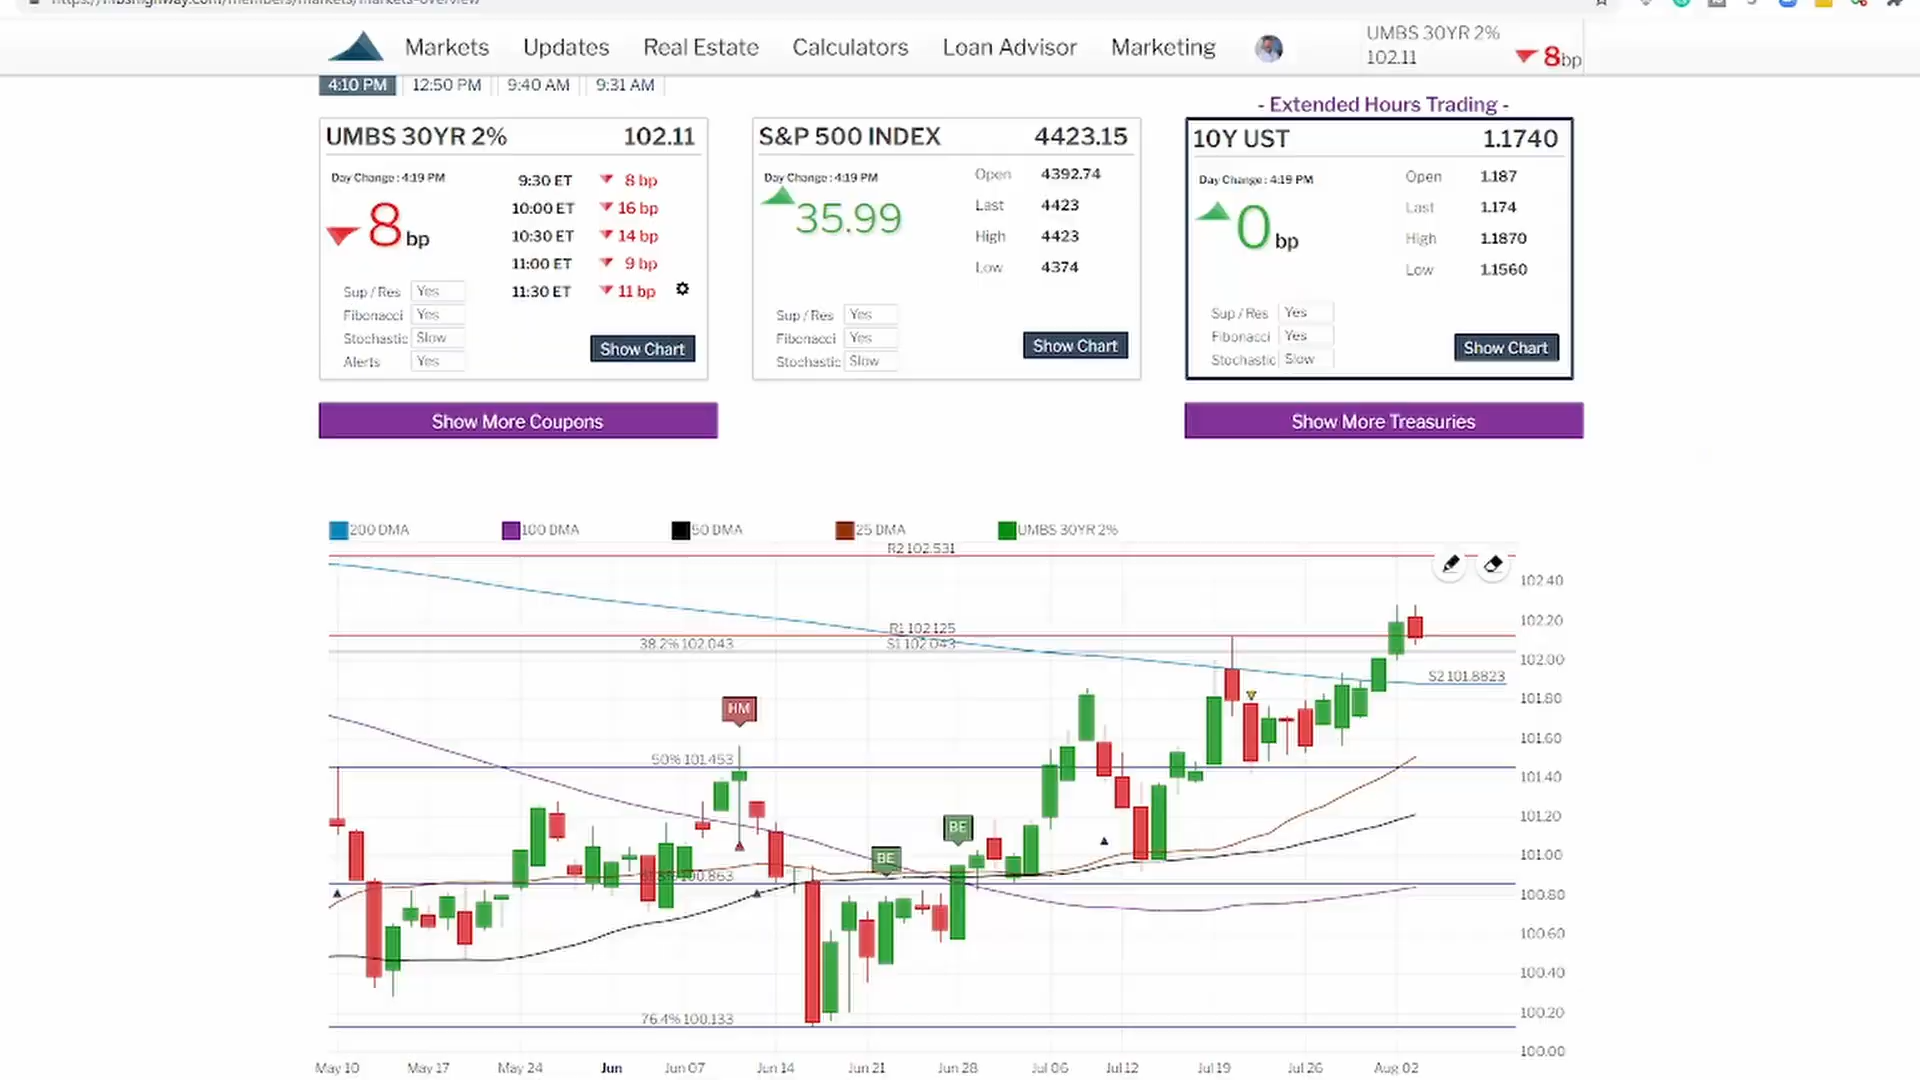 https://mbshighway.com/members/markets/markets-overview
Markets Updates Real Estate Calculators Loan Advisor Marketing
UMBS 30YR 2%
102.11
8bp
4:10 PM 12:50 PM 9:40 AM 9:31 AM
- Extended Hours Trading -
UMBS 30YR 2% 102.11
Day Change : 4:19 PM
8 bp
9:30 ET 8 bp
10:00 ET 16 bp
10:30 ET 14 bp
11:00 ET 9 bp
11:30 ET 11 bp
Sup / Res Yes
Fibonacci Yes
Stochastic Slow
Alerts Yes
Show Chart
S&P 500 INDEX 4423.15
Day Change : 4:19 PM
35.99
Open 4392.74
Last 4423
High 4423
Low 4374
Sup / Res Yes
Fibonacci Yes
Stochastic Slow
Show Chart
10Y UST 1.1740
Day Change : 4:19 PM
0 bp
Open 1.187
Last 1.174
High 1.1870
Low 1.1560
Sup / Res Yes
Fibonacci Yes
Stochastic Slow
Show Chart
Show More Coupons
Show More Treasuries
200 DMA 100 DMA 50 DMA 25 DMA UMBS 30YR 2%
R2 102.531
102.40
102.20
R1 102.125
38.2% 102.043
S1 102.043
102.00
S2 101.8823
101.80
HM
101.60
50% 101.453
101.40
101.20
BE
BE
101.00
100.863
100.80
100.60
100.40
76.4% 100.133
100.20
100.00
May 10 May 17 May 24 Jun Jun 07 Jun 14 Jun 21 Jun 28 Jul 06 Jul 12 Jul 19 Jul 26 Aug 02